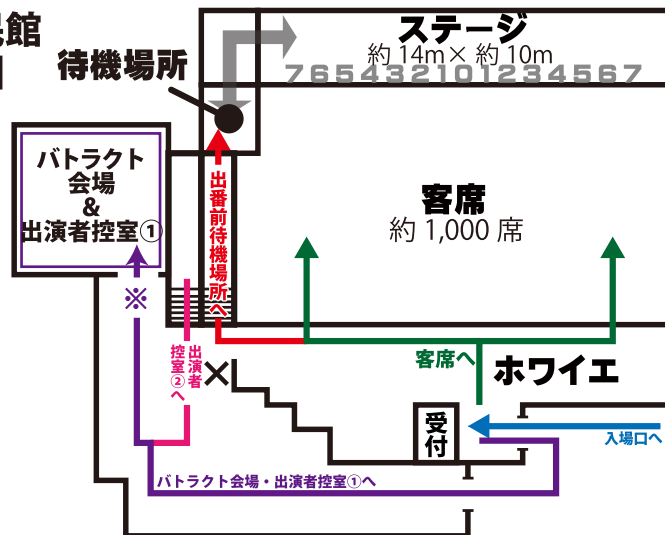 民館
ステージ
約 14m× 約 10m
765432101234567
待機場所
バトラクト
会場
&
出演者控室①
客席
約 1,000 席
出番前待機場所へ
※
出演者
控室②へ
×
客席へ
ホワイエ
受付
入場口へ
バトラクト会場・出演者控室①へ